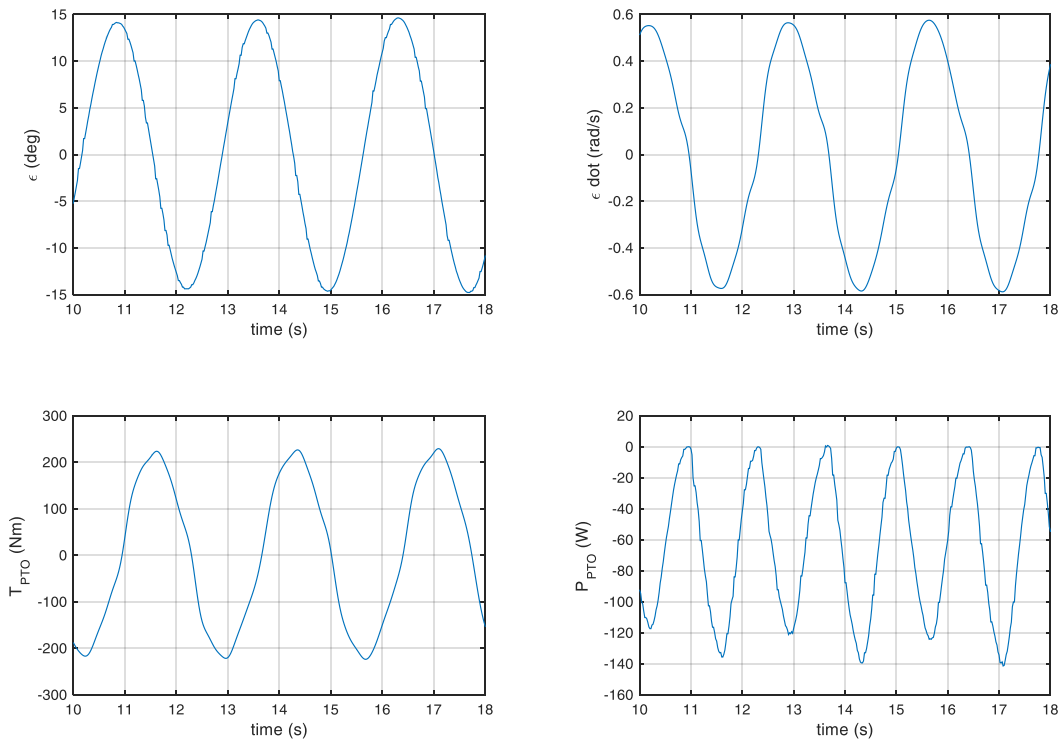 15
10
5
0
-5
-10
-15
ϵ (deg)
10 11 12 13 14 15 16 17 18
time (s)
0.6
0.4
0.2
0
-0.2
-0.4
-0.6
ϵ dot (rad/s)
10 11 12 13 14 15 16 17 18
time (s)
300
200
100
0
-100
-200
-300
T_PTO (Nm)
10 11 12 13 14 15 16 17 18
time (s)
20
0
-20
-40
-60
-80
-100
-120
-140
-160
P_PTO (W)
10 11 12 13 14 15 16 17 18
time (s)